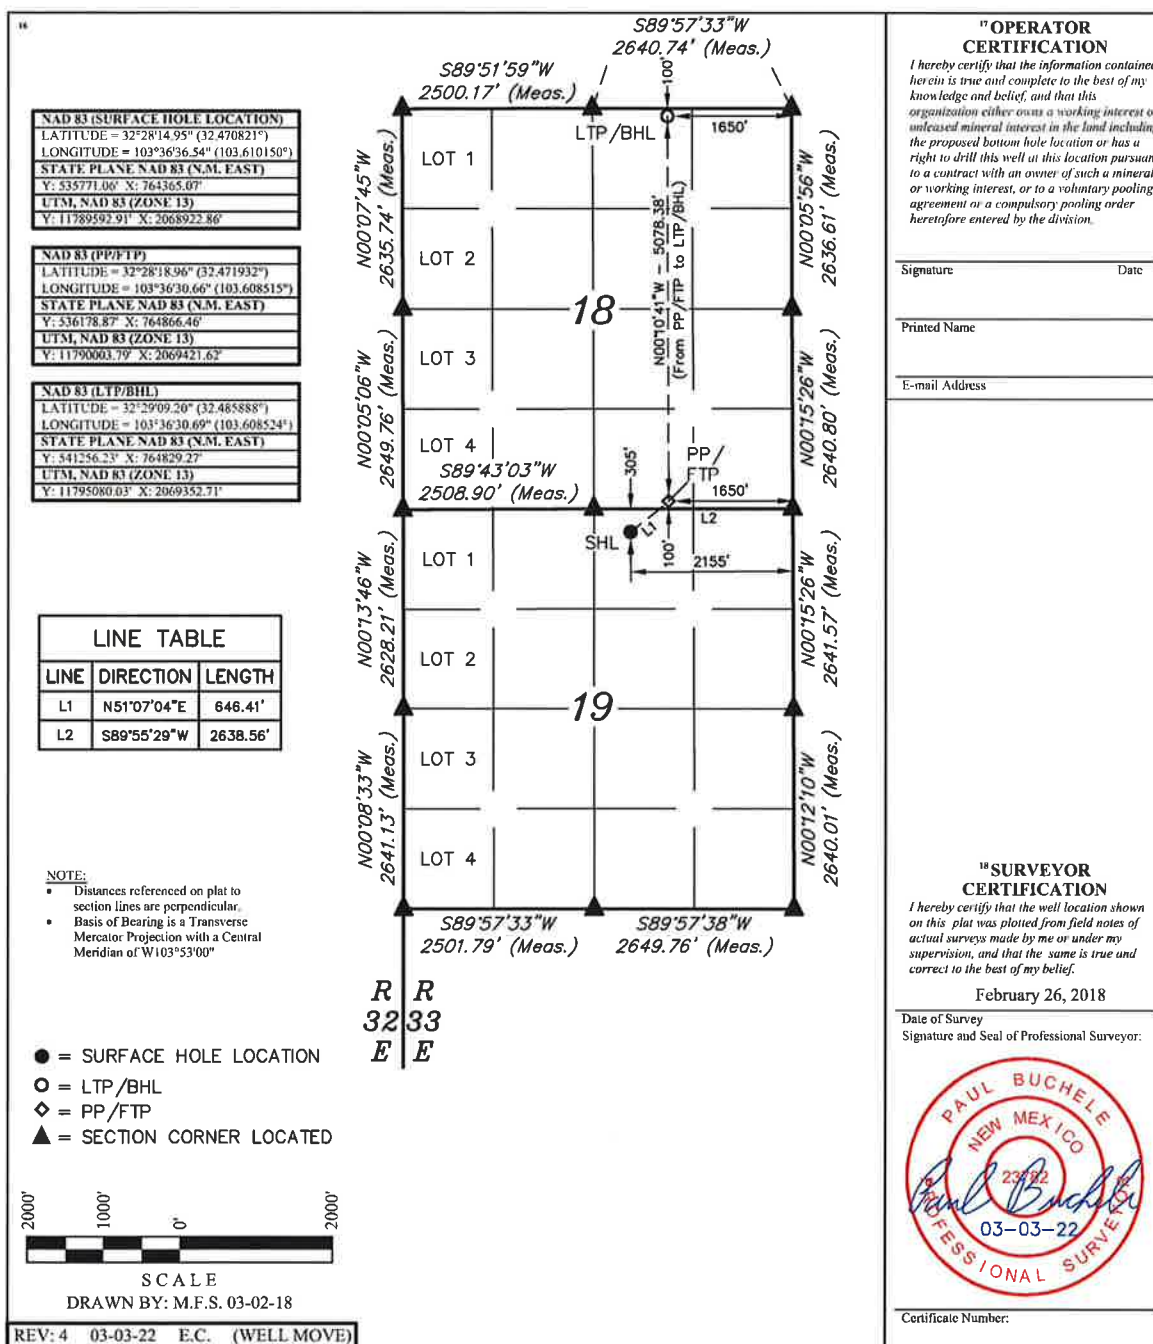 16
NAD 83 (SURFACE HOLE LOCATION)
LATITUDE = 32°28'14.95" (32.470821°)
LONGITUDE = 103°36'36.54" (103.610150°)
STATE PLANE NAD 83 (N.M. EAST)
Y: 535771.06' X: 764365.07'
UTM, NAD 83 (ZONE 13)
Y: 11789592.91' X: 2068922.86'
NAD 83 (PP/FTP)
LATITUDE = 32°28'18.96" (32.471932°)
LONGITUDE = 103°36'30.66" (103.608515°)
STATE PLANE NAD 83 (N.M. EAST)
Y: 536178.87' X: 764866.46'
UTM, NAD 83 (ZONE 13)
Y: 11790003.79' X: 2069421.62'
NAD 83 (LTP/BHL)
LATITUDE = 32°29'09.20" (32.485888°)
LONGITUDE = 103°36'30.69" (103.608524°)
STATE PLANE NAD 83 (N.M. EAST)
Y: 541256.23' X: 764829.27'
UTM, NAD 83 (ZONE 13)
Y: 11795080.03' X: 2069352.71'
LINE TABLE
LINE DIRECTION LENGTH
L1 N51°07'04"E 646.41'
L2 S89°55'29"W 2638.56'
NOTE:
• Distances referenced on plat to
section lines are perpendicular.
• Basis of Bearing is a Transverse
Mercator Projection with a Central
Meridian of W103°53'00"
● = SURFACE HOLE LOCATION
O = LTP/BHL
◇ = PP/FTP
▲ = SECTION CORNER LOCATED
2000' 1000' 0' 2000'
SCALE
DRAWN BY: M.F.S. 03-02-18
REV: 4 03-03-22 E.C. (WELL MOVE)
S89°57'33"W
2640.74' (Meas.)
S89°51'59"W
2500.17' (Meas.)
100'
LTP/BHL
1650'
LOT 1
N00°07'45"W
2635.74' (Meas.)
N00°05'56"W
2636.61' (Meas.)
LOT 2
18
N00°10'41"W – 5078.38'
(From PP/FTP to LTP/BHL)
LOT 3
N00°05'06"W
2649.76' (Meas.)
N00°15'26"W
2640.80' (Meas.)
LOT 4
S89°43'03"W
2508.90' (Meas.)
305'
PP/
FTP
1650'
L1
L2
SHL
100'
2155'
LOT 1
N00°13'46"W
2628.21' (Meas.)
N00°15'26"W
2641.57' (Meas.)
LOT 2
19
LOT 3
N00°08'33"W
2641.13' (Meas.)
N00°12'10"W
2640.01' (Meas.)
LOT 4
S89°57'33"W
2501.79' (Meas.)
S89°57'38"W
2649.76' (Meas.)
R R
32 33
E E
17 OPERATOR
CERTIFICATION
I hereby certify that the information contained
herein is true and complete to the best of my
knowledge and belief, and that this
organization either owns a working interest o
unleased mineral interest in the land including
the proposed bottom hole location or has a
right to drill this well at this location pursuan
to a contract with an owner of such a mineral
or working interest, or to a voluntary pooling
agreement or a compulsory pooling order
heretofore entered by the division.
Signature Date
Printed Name
E-mail Address
18 SURVEYOR
CERTIFICATION
I hereby certify that the well location shown
on this plat was plotted from field notes of
actual surveys made by me or under my
supervision, and that the same is true and
correct to the best of my belief.
February 26, 2018
Date of Survey
Signature and Seal of Professional Surveyor:
PAUL BUCHELE
NEW MEXICO
23782
Paul Buchele
03-03-22
PROFESSIONAL SURVEYOR
Certificate Number: